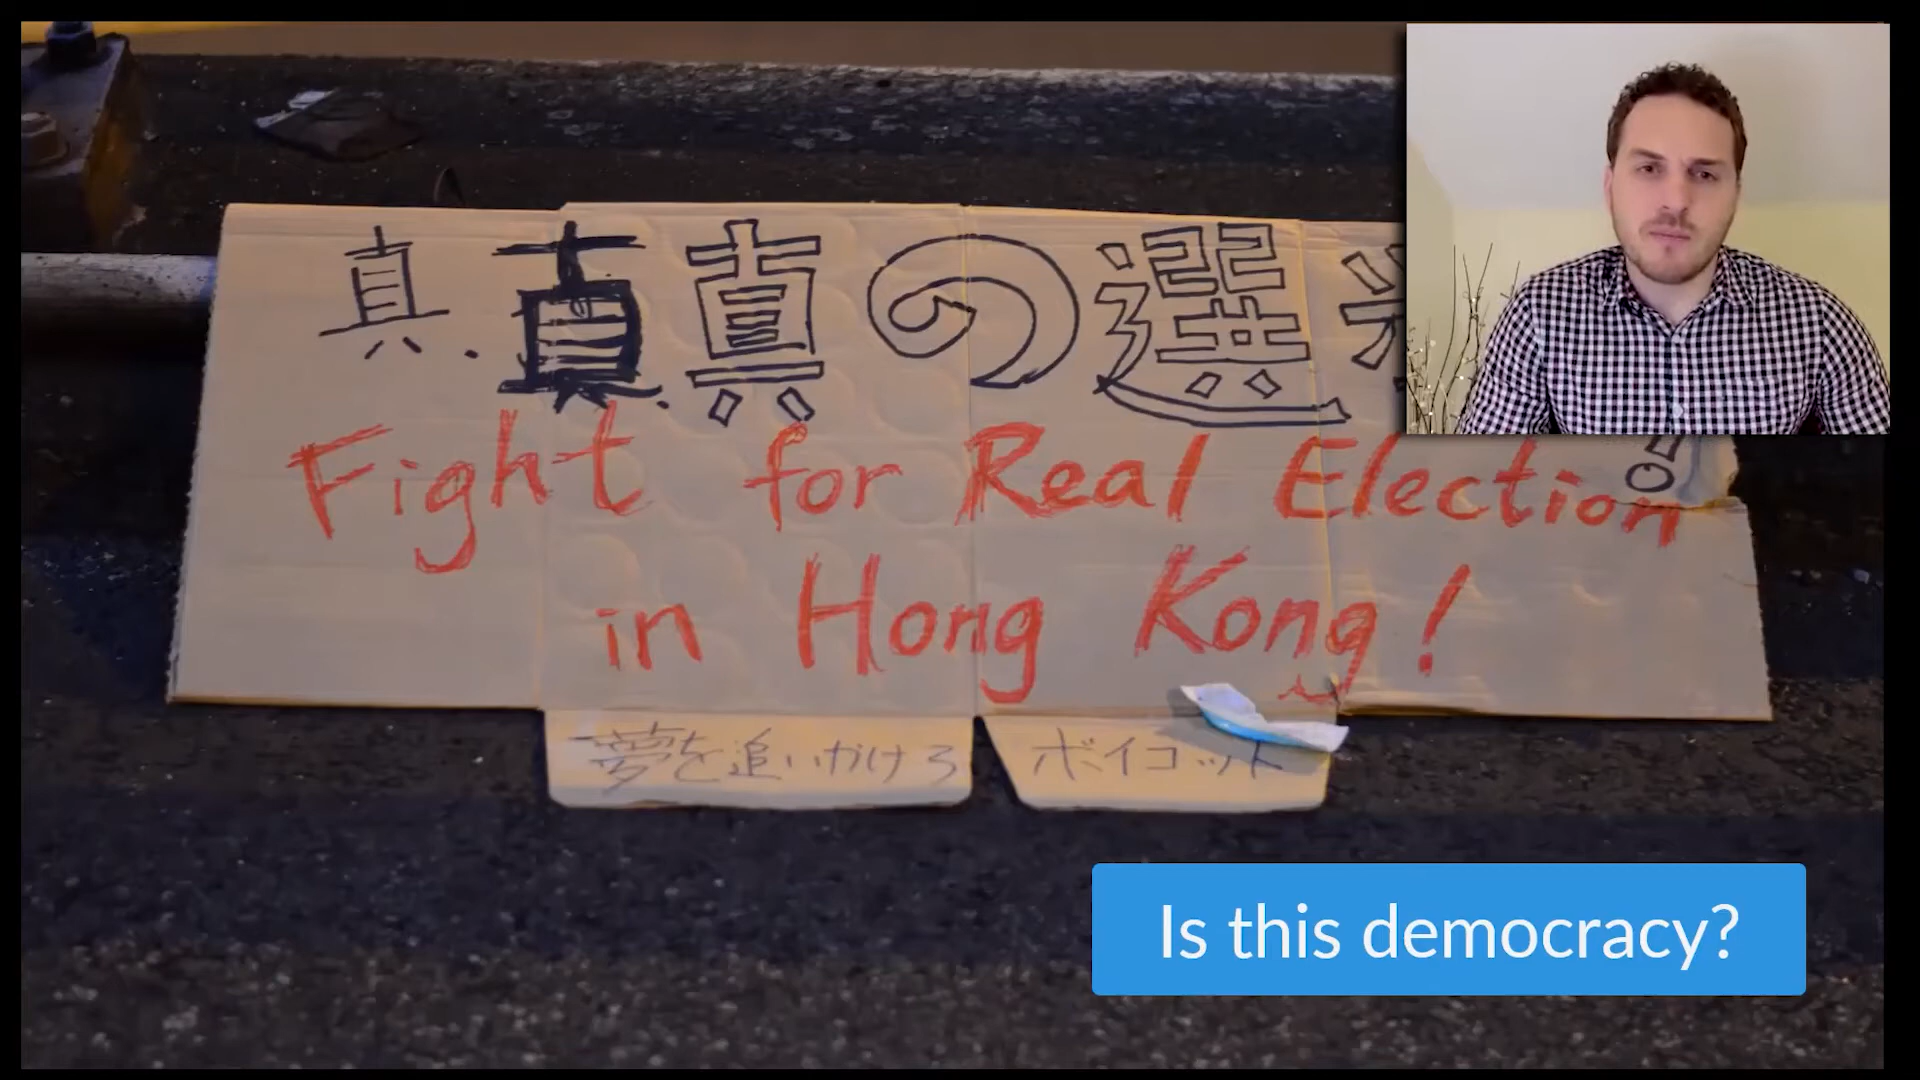 真.真真の選
!
Fight for Real Election
in Hong Kong!
夢を追いかけろ ボイコット
Is this democracy?